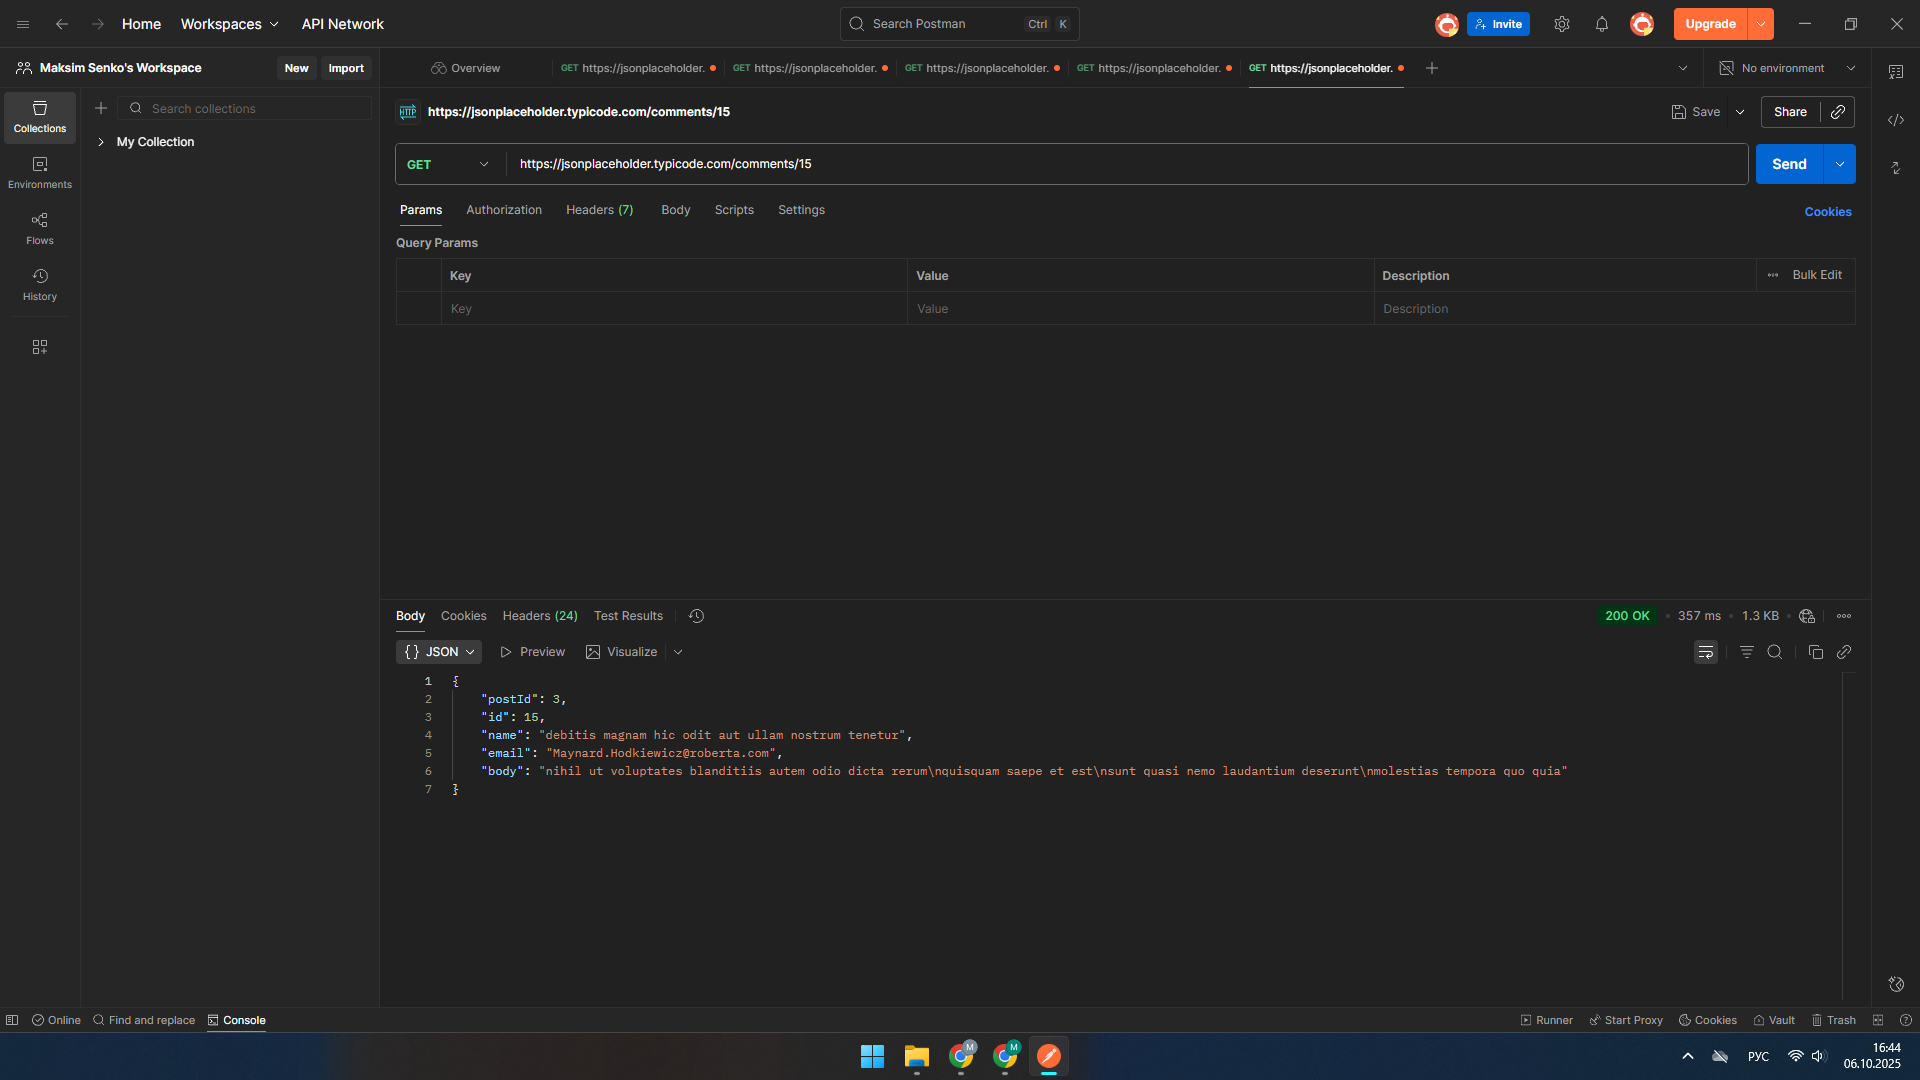 Home Workspaces API Network Search Postman Ctrl K Invite Upgrade
Maksim Senko's Workspace New Import Overview GET https://jsonplaceholder. GET https://jsonplaceholder. GET https://jsonplaceholder. GET https://jsonplaceholder. GET https://jsonplaceholder. No environment
Collections
Search collections
My Collection
Environments
Flows
History
HTTP https://jsonplaceholder.typicode.com/comments/15 Save Share
GET https://jsonplaceholder.typicode.com/comments/15 Send
Params Authorization Headers (7) Body Scripts Settings Cookies
Query Params
Key Value Description Bulk Edit
Key Value Description
Body Cookies Headers (24) Test Results 200 OK 357 ms 1.3 KB
{} JSON Preview Visualize
1 {
2 "postId": 3,
3 "id": 15,
4 "name": "debitis magnam hic odit aut ullam nostrum tenetur",
5 "email": "Maynard.Hodkiewicz@roberta.com",
6 "body": "nihil ut voluptates blanditiis autem odio dicta rerum\nquisquam saepe et est\nsunt quasi nemo laudantium deserunt\nmolestias tempora quo quia"
7 }
Online Find and replace Console Runner Start Proxy Cookies Vault Trash
M M РУС 16:44
06.10.2025